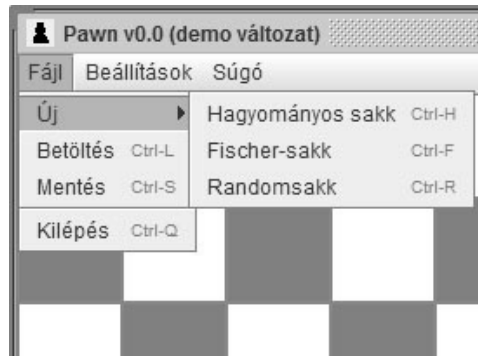 Pawn v0.0 (demo változat)
Fájl Beállítások Súgó
Új
Betöltés Ctrl-L
Mentés Ctrl-S
Kilépés Ctrl-Q
Hagyományos sakk Ctrl-H
Fischer-sakk Ctrl-F
Randomsakk Ctrl-R